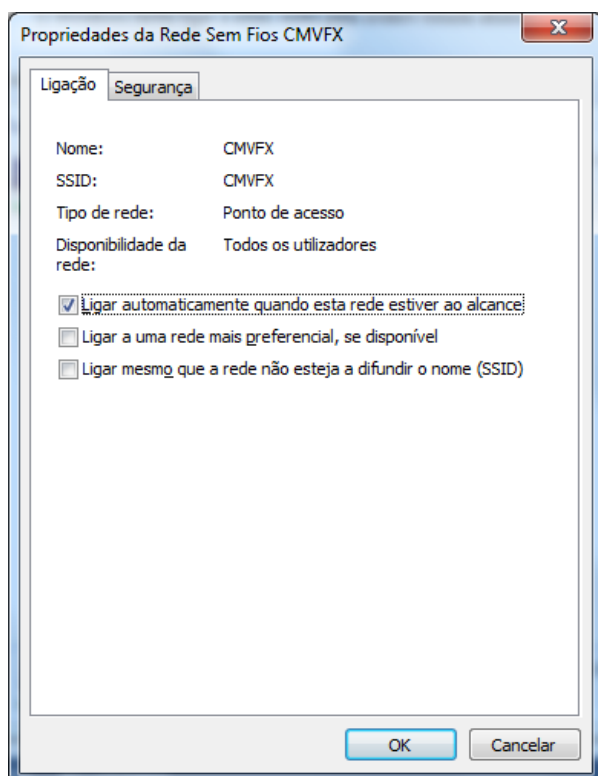 Propriedades da Rede Sem Fios CMVFX
Ligação Segurança
Nome: CMVFX
SSID: CMVFX
Tipo de rede: Ponto de acesso
Disponibilidade da Todos os utilizadores
rede:
Ligar automaticamente quando esta rede estiver ao alcance
Ligar a uma rede mais preferencial, se disponível
Ligar mesmo que a rede não esteja a difundir o nome (SSID)
OK Cancelar